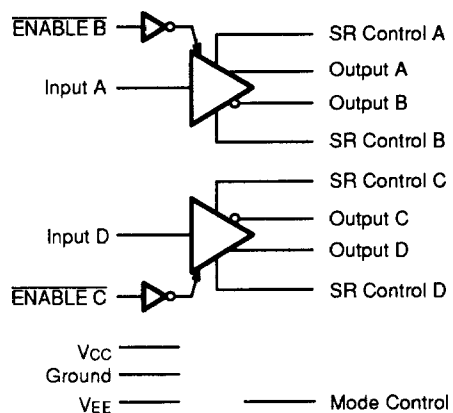 ENABLE B
SR Control A
Output A
Input A
Output B
SR Control B
SR Control C
Output C
Input D
Output D
ENABLE C
SR Control D
VCC
Ground
VEE
Mode Control